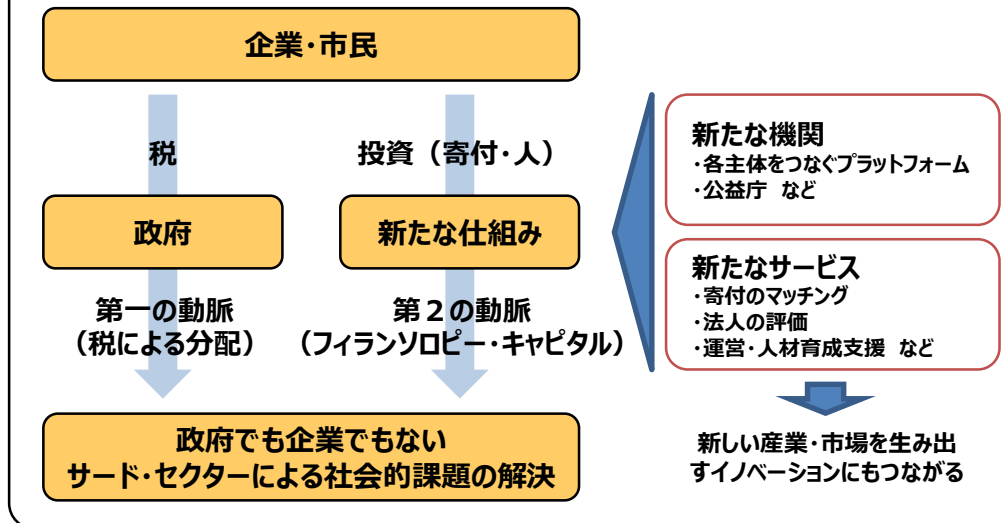 企業・市民
税
投資（寄付・人）
政府
新たな仕組み
第一の動脈
（税による分配）
第２の動脈
（フィランソロピー・キャピタル）
政府でも企業でもない
サード・セクターによる社会的課題の解決
新たな機関
・各主体をつなぐプラットフォーム
・公益庁 など
新たなサービス
・寄付のマッチング
・法人の評価
・運営・人材育成支援 など
新しい産業・市場を生み出
すイノベーションにもつながる